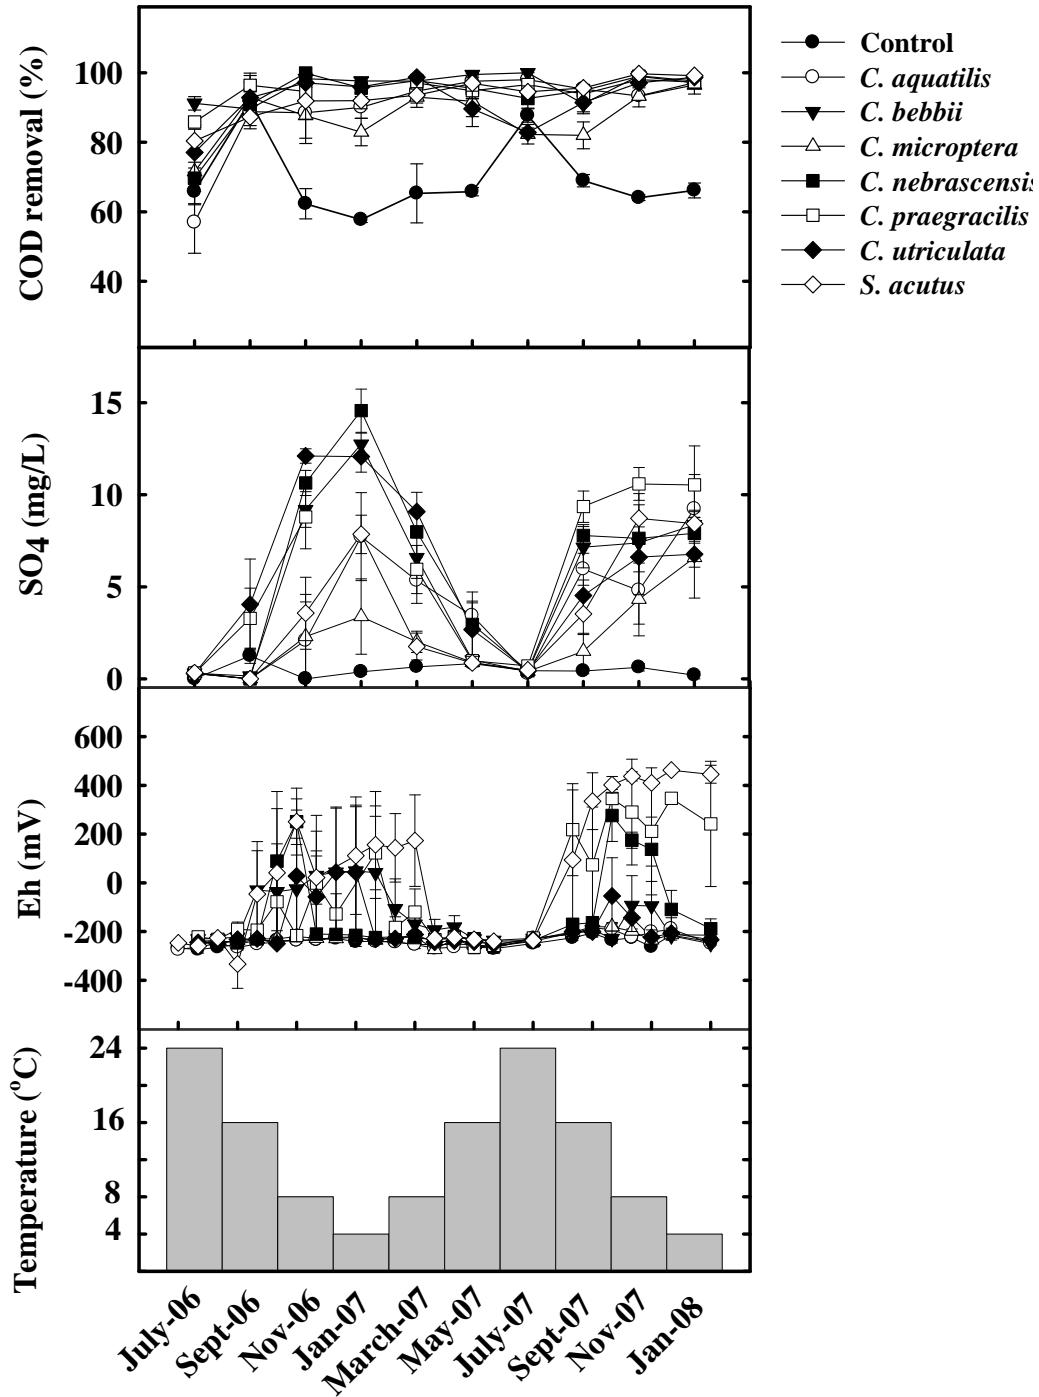 COD removal (%)
100
80
60
40
Control
C. aquatilis
C. bebbii
C. microptera
C. nebrascensis
C. praegracilis
C. utriculata
S. acutus
SO4 (mg/L)
15
10
5
0
Eh (mV)
600
400
200
0
-200
-400
Temperature (oC)
24
16
8
4
July-06
Sept-06
Nov-06
Jan-07
March-07
May-07
July-07
Sept-07
Nov-07
Jan-08